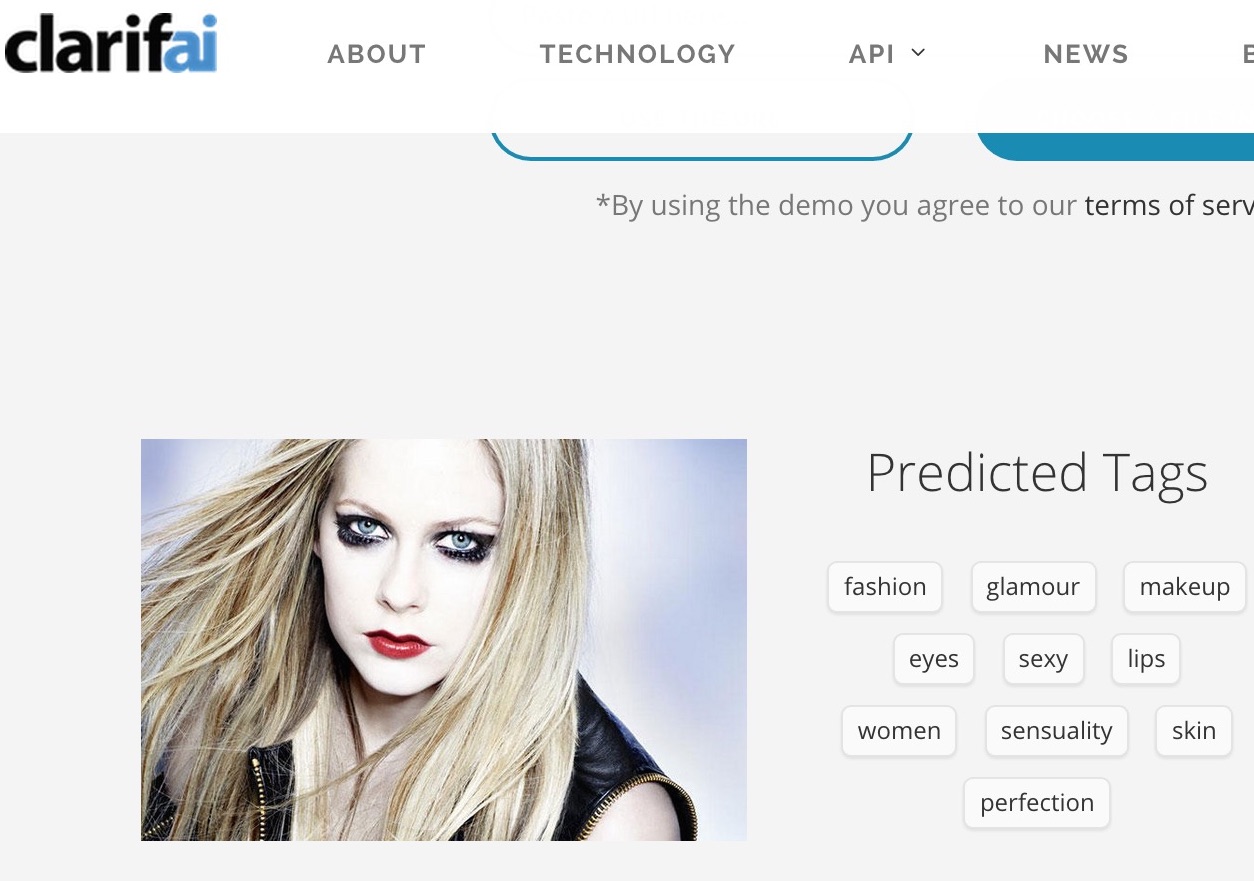 clarifai
ABOUT TECHNOLOGY API NEWS
*By using the demo you agree to our terms of
Predicted Tags
fashion glamour makeup
eyes sexy lips
women sensuality skin
perfection